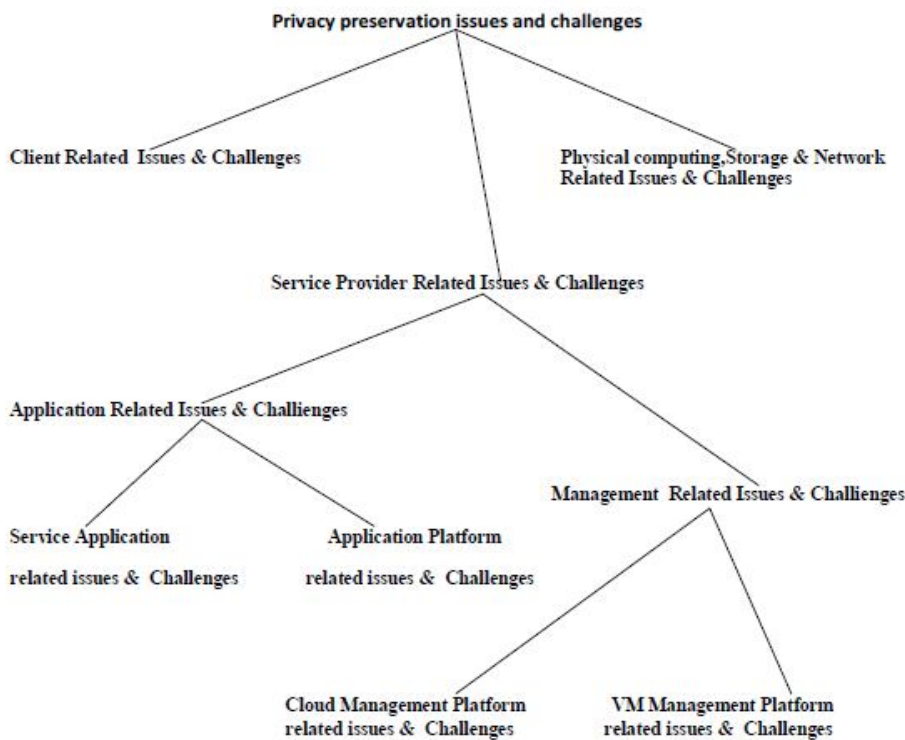 Privacy preservation issues and challenges
Client Related Issues & Challenges
Physical computing,Storage & Network
Related Issues & Challenges
Service Provider Related Issues & Challenges
Application Related Issues & Challienges
Management Related Issues & Challienges
Service Application
related issues & Challenges
Application Platform
related issues & Challenges
Cloud Management Platform
related issues & Challenges
VM Management Platform
related issues & Challenges